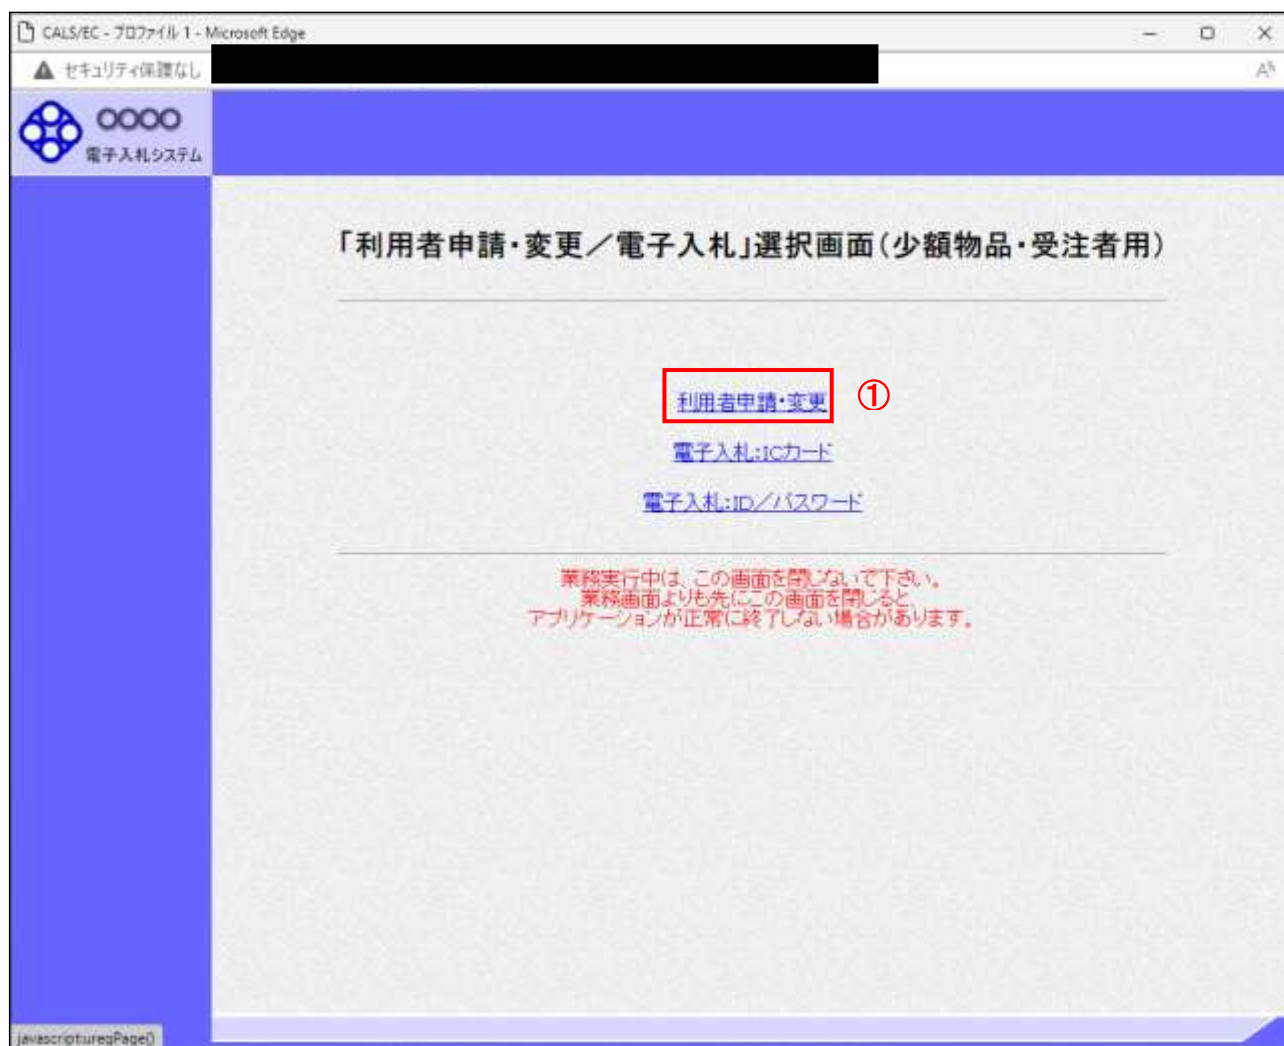 CALS/EC - プロファイル 1 - Microsoft Edge
セキュリティ保護なし
〇〇〇〇
電子入札システム
「利用者申請・変更／電子入札」選択画面(少額物品・受注者用)
利用者申請・変更 ①
電子入札:ICカード
電子入札:ID／パスワード
業務実行中は、この画面を閉じないで下さい。
業務画面よりも先にこの画面を閉じると、
アプリケーションが正常に終了しない場合があります。
javascript:uregPage()